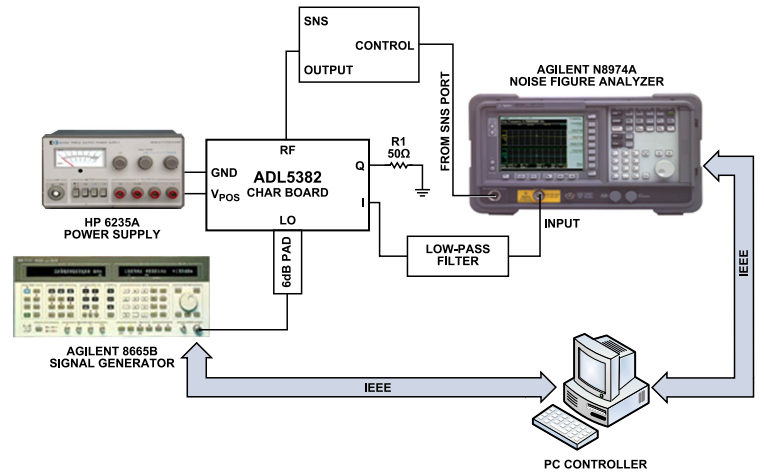 SNS
CONTROL
OUTPUT
AGILENT N8974A
NOISE FIGURE ANALYZER
FROM SNS PORT
RF
GND
VPOS
ADL5382
CHAR BOARD
Q
I
LO
R1
50Ω
HP 6235A
POWER SUPPLY
6dB PAD
LOW-PASS
FILTER
INPUT
IEEE
AGILENT 8665B
SIGNAL GENERATOR
IEEE
PC CONTROLLER